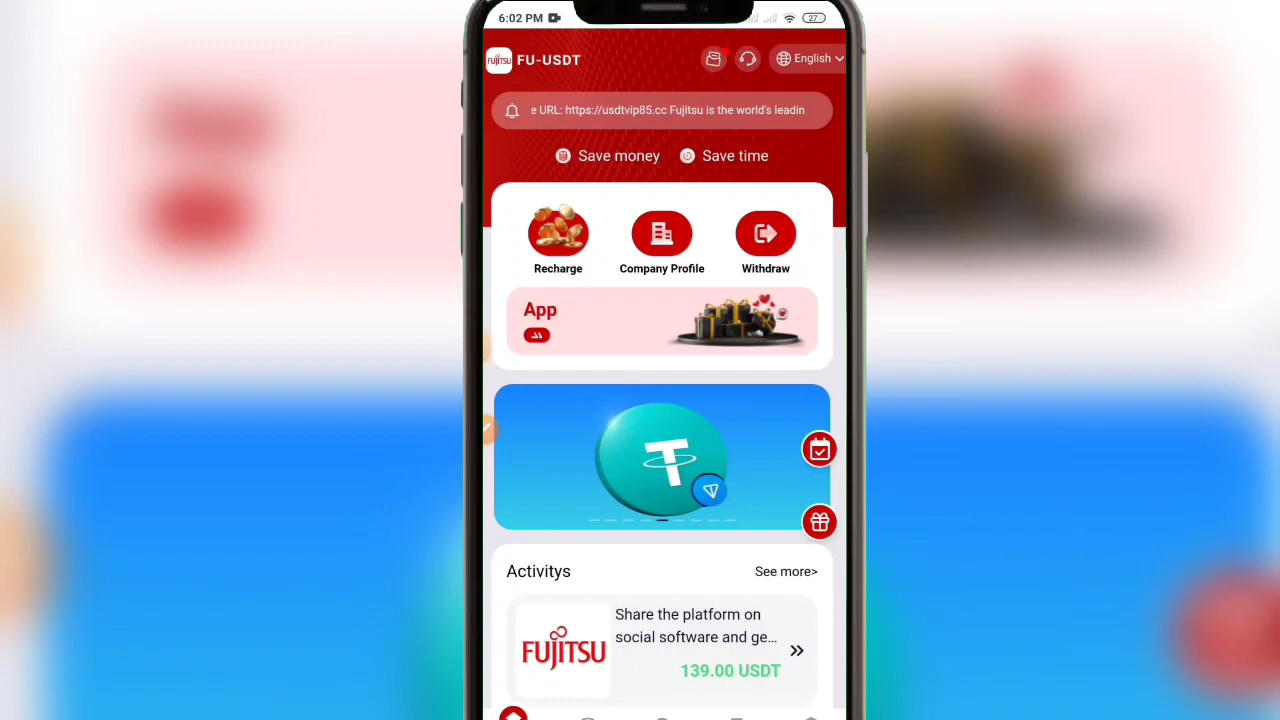 6:02 PM
27
FUJITSU
FU-USDT
English
e URL: https://usdtvip85.cc Fujitsu is the world's leadin
Save money
Save time
Recharge
Company Profile
Withdraw
App
Activitys
See more>
FUJITSU
Share the platform on
social software and ge...
139.00 USDT